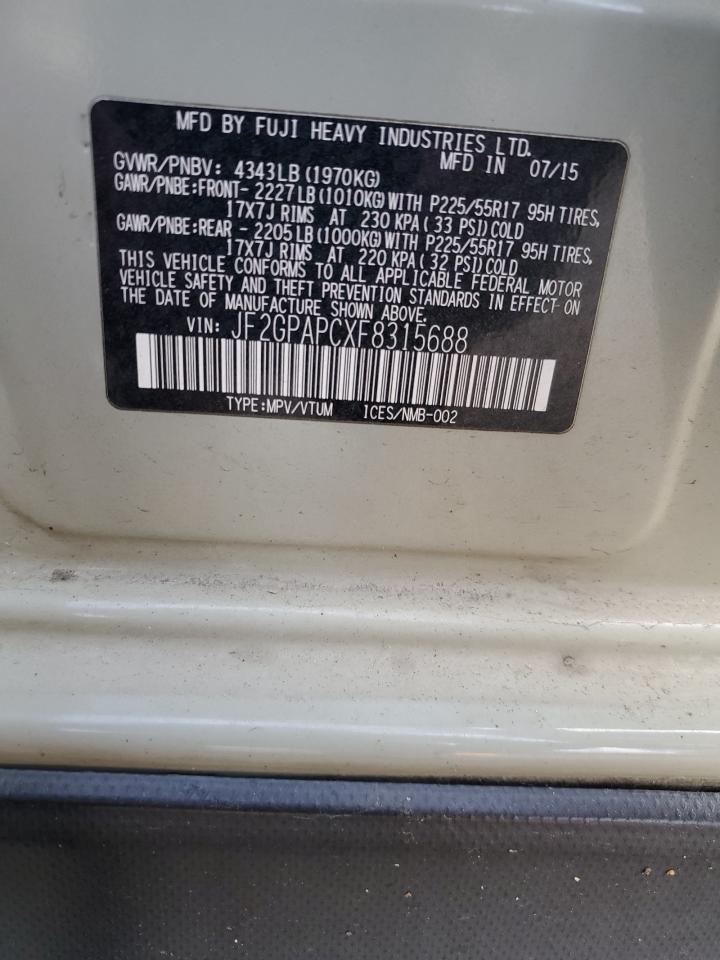 MFD BY FUJI HEAVY INDUSTRIES LTD.
MFD IN 07/15
GVWR/PNBV: 4343LB (1970KG)
GAWR/PNBE:FRONT- 2227LB(1010KG)WITH P225/55R17 95H TIRES,
17X7J RIMS AT 230 KPA( 33 PSI)COLD
GAWR/PNBE:REAR - 2205LB(1000KG)WITH P225/55R17 95H TIRES,
17X7J RIMS AT 220 KPA( 32 PSI)COLD
THIS VEHICLE CONFORMS TO ALL APPLICABLE FEDERAL MOTOR
VEHICLE SAFETY AND THEFT PREVENTION STANDARDS IN EFFECT ON
THE DATE OF MANUFACTURE SHOWN ABOVE.
VIN: JF2GPAPCXF8315688
TYPE:MPV/VTUM ICES/NMB-002